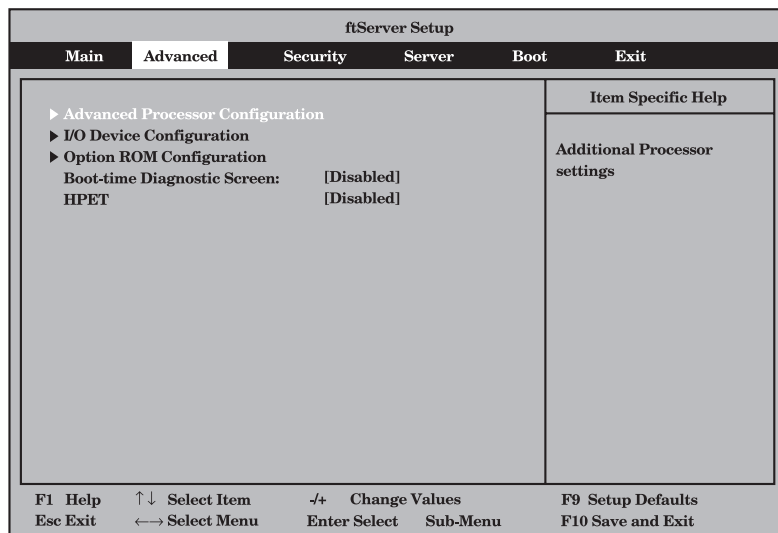 ftServer Setup
Main Advanced Security Server Boot Exit
▶ Advanced Processor Configuration
▶ I/O Device Configuration
▶ Option ROM Configuration
Boot-time Diagnostic Screen: [Disabled]
HPET [Disabled]
Item Specific Help
Additional Processor
settings
F1 Help ↑↓ Select Item -/+ Change Values F9 Setup Defaults
Esc Exit ←→ Select Menu Enter Select Sub-Menu F10 Save and Exit